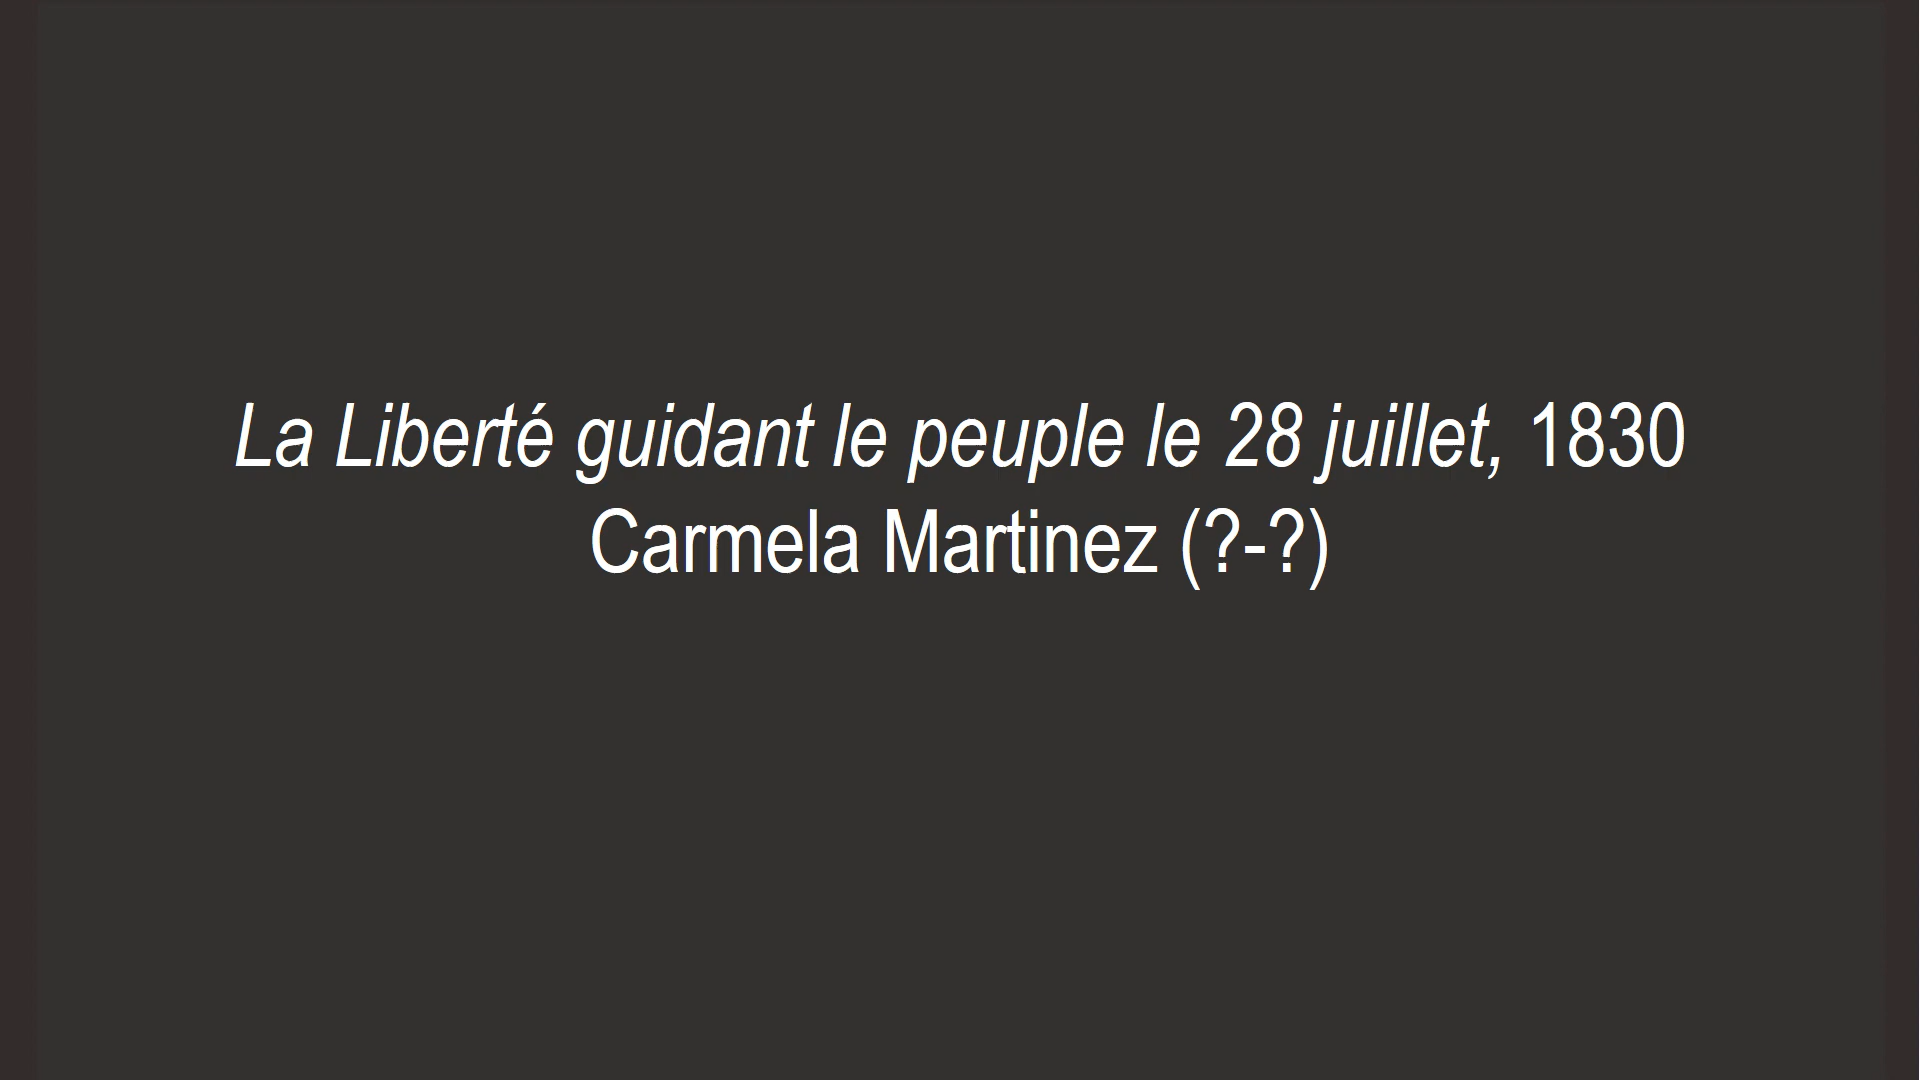 La Liberté guidant le peuple le 28 juillet, 1830
Carmela Martinez (?-?)